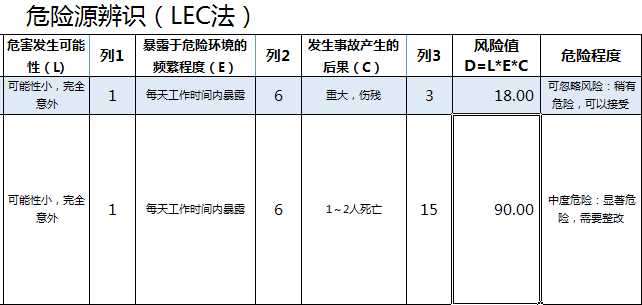 危险源辨识（LEC法）
危害发生可能 列1 暴露于危险环境的 列2 发生事故产生的 列3 风险值 危险程度
性（L) 频繁程度（E） 后果（C） D=L*E*C
可能性小，完全 1 每天工作时间内暴露 6 重大，伤残 3 18.00 可忽略风险：稍有
意外 危险，可以接受
可能性小，完全 1 每天工作时间内暴露 6 1～2人死亡 15 90.00 中度危险：显著危
意外 险，需要整改